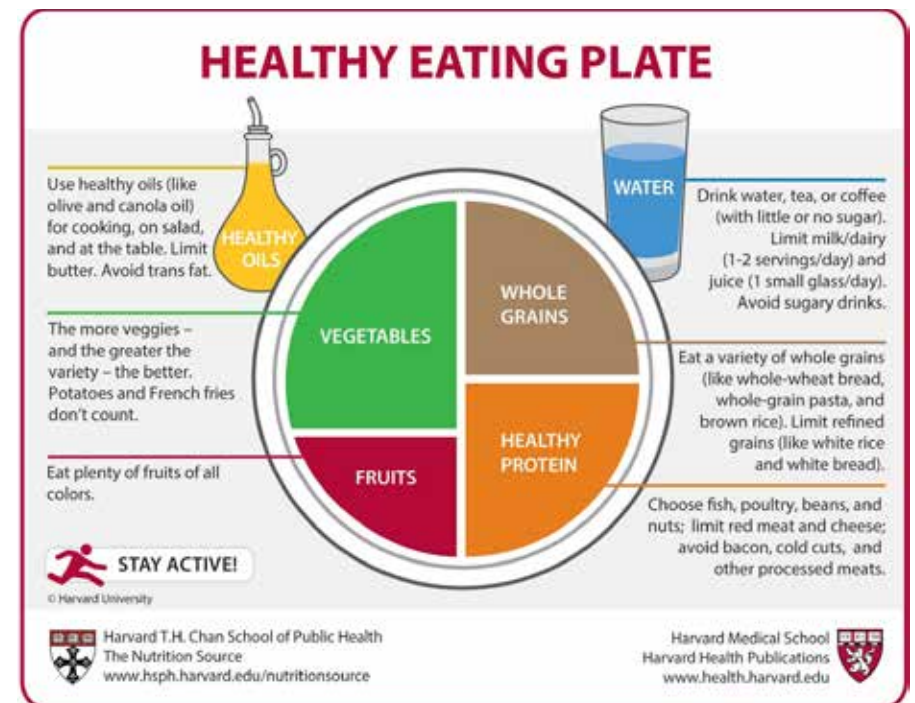 HEALTHY EATING PLATE
Use healthy oils (like
olive and canola oil)
for cooking, on salad,
and at the table. Limit
butter. Avoid trans fat.
HEALTHY
OILS
The more veggies –
and the greater the
variety – the better.
Potatoes and French fries
don't count.
Eat plenty of fruits of all
colors.
VEGETABLES
FRUITS
WHOLE
GRAINS
HEALTHY
PROTEIN
WATER
Drink water, tea, or coffee
(with little or no sugar).
Limit milk/dairy
(1-2 servings/day) and
juice (1 small glass/day).
Avoid sugary drinks.
Eat a variety of whole grains
(like whole-wheat bread,
whole-grain pasta, and
brown rice). Limit refined
grains (like white rice
and white bread).
Choose fish, poultry, beans, and
nuts; limit red meat and cheese;
avoid bacon, cold cuts, and
other processed meats.
STAY ACTIVE!
© Harvard University
Harvard T.H. Chan School of Public Health
The Nutrition Source
www.hsph.harvard.edu/nutritionsource
Harvard Medical School
Harvard Health Publications
www.health.harvard.edu